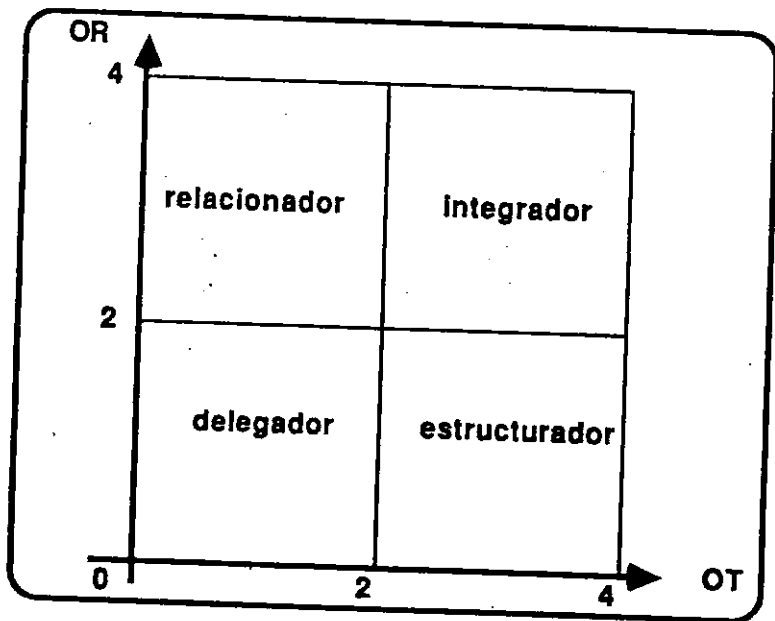 OR
4
relacionador
integrador
2
delegador
estructurador
0
2
4
OT